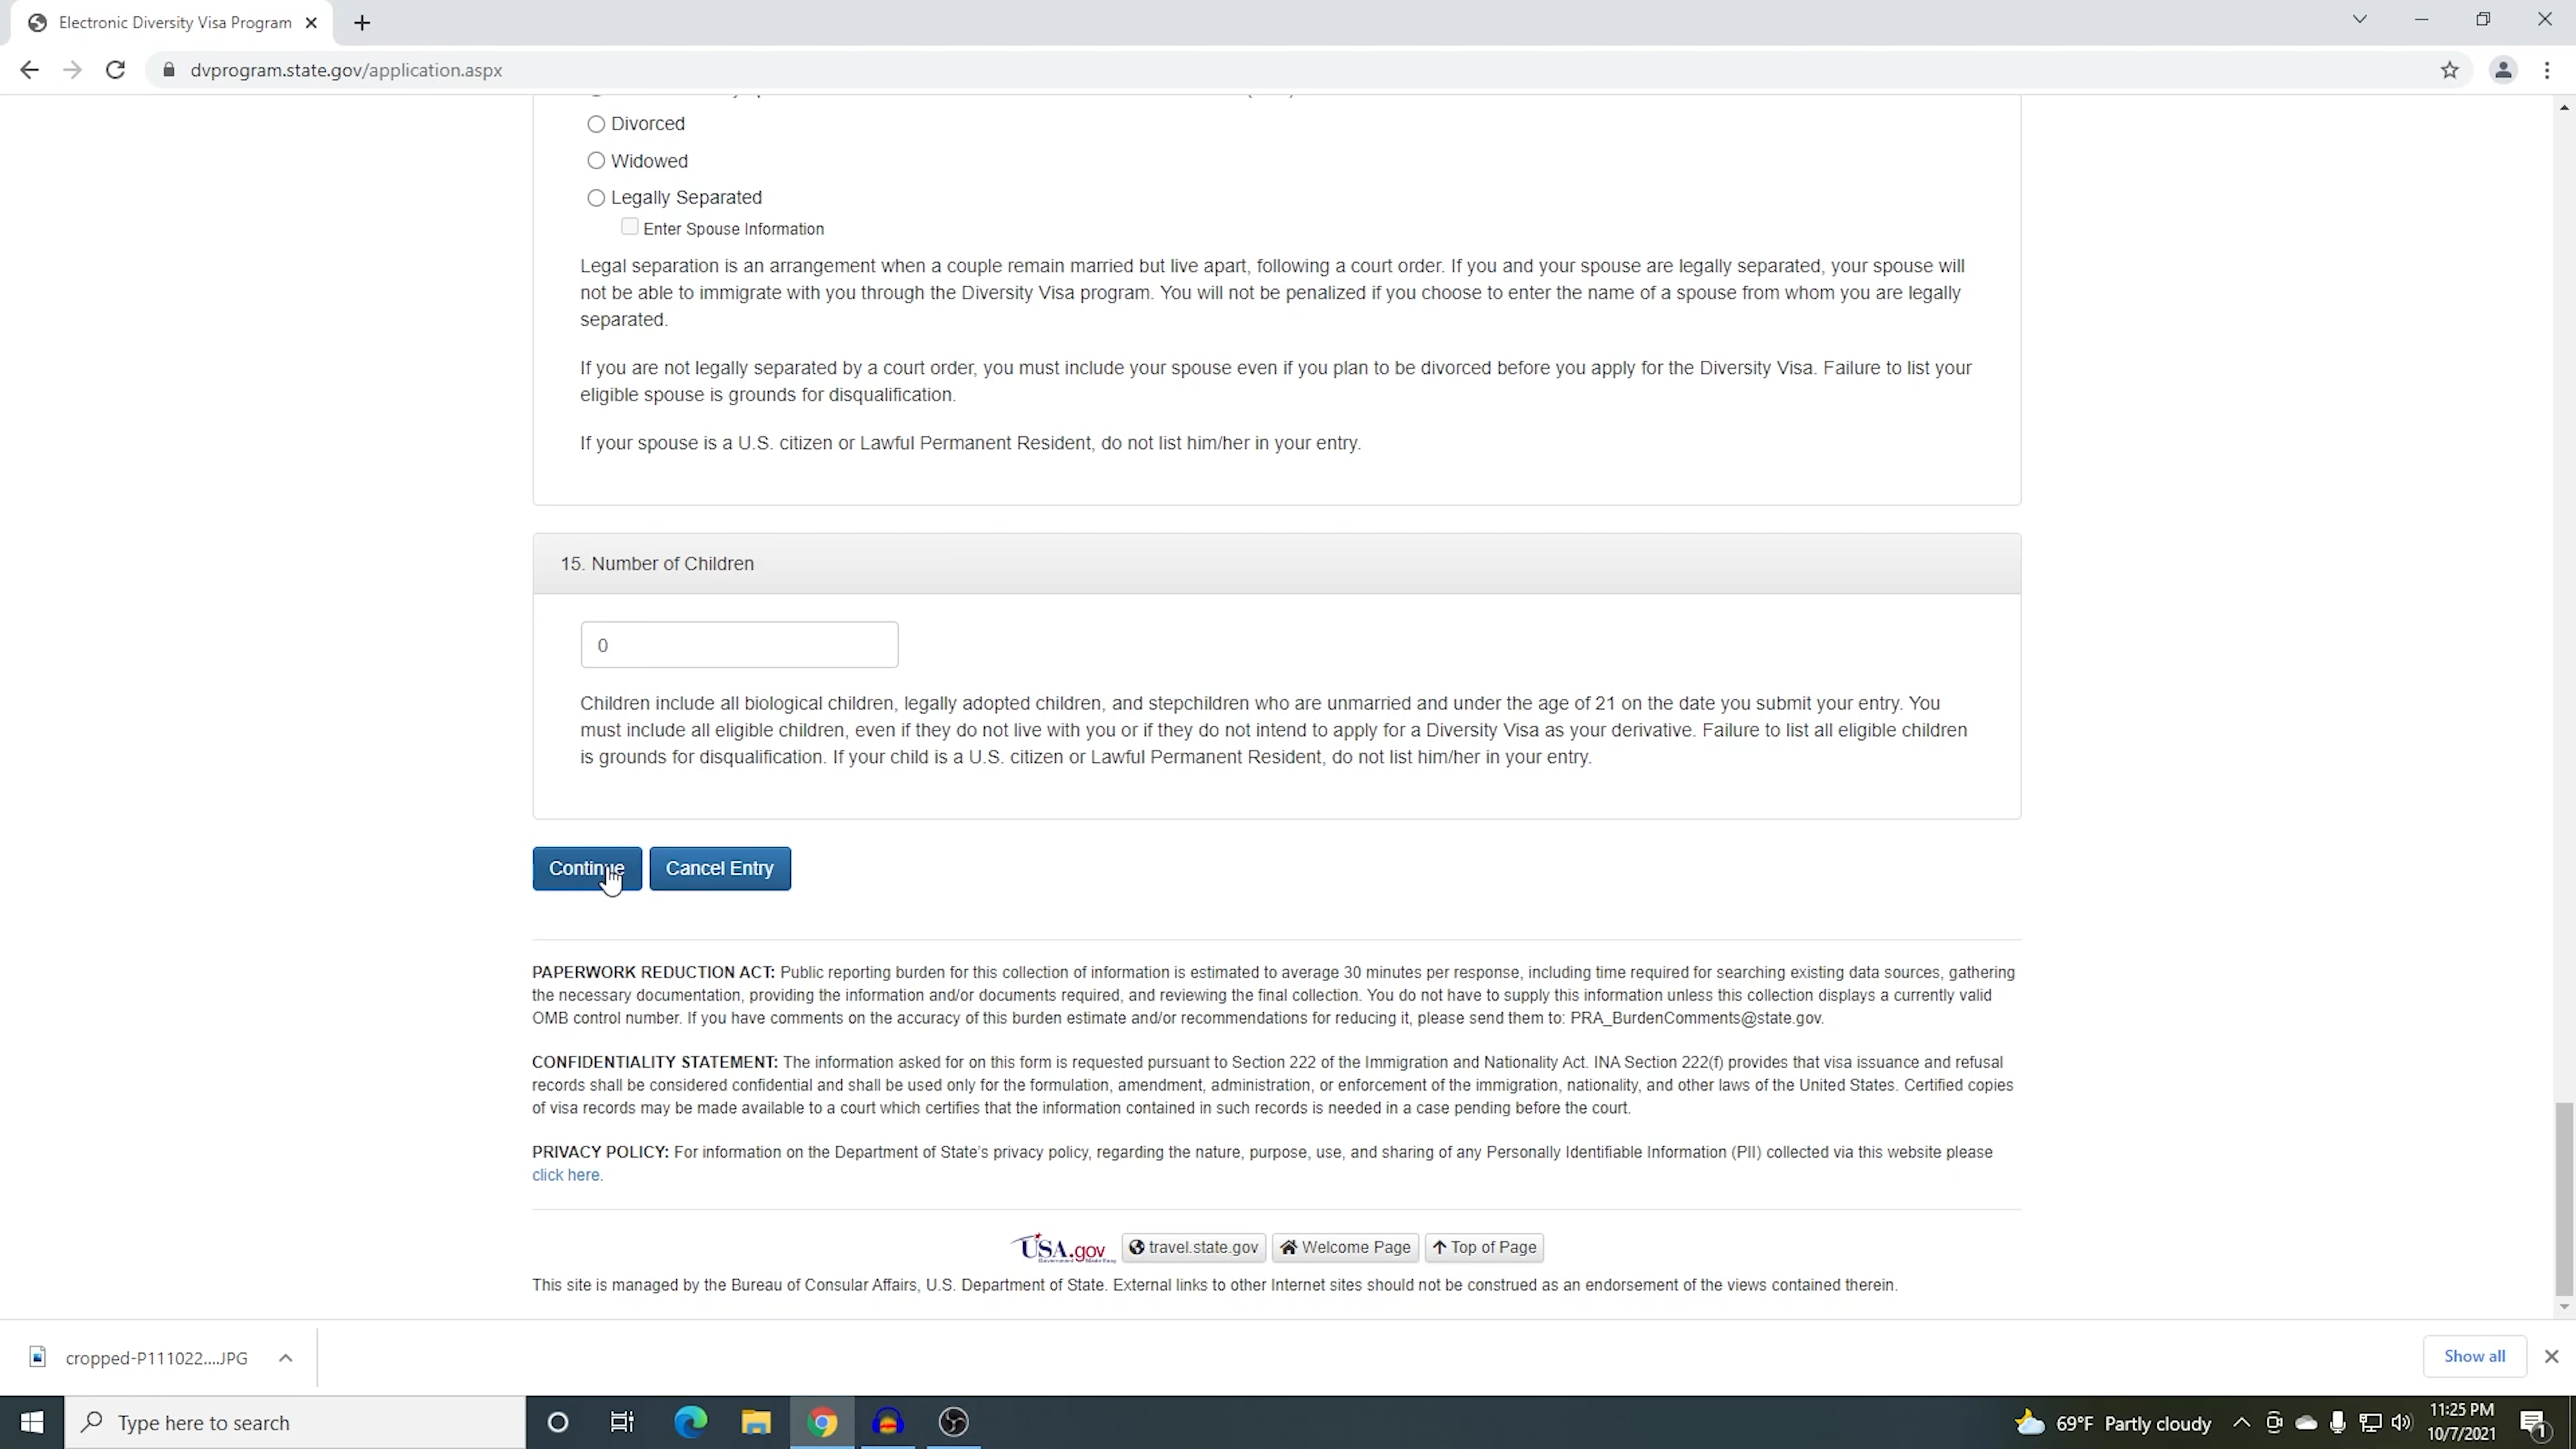 Electronic Diversity Visa Program
dvprogram.state.gov/application.aspx
Divorced
Widowed
Legally Separated
Enter Spouse Information
Legal separation is an arrangement when a couple remain married but live apart, following a court order. If you and your spouse are legally separated, your spouse will
not be able to immigrate with you through the Diversity Visa program. You will not be penalized if you choose to enter the name of a spouse from whom you are legally
separated.
If you are not legally separated by a court order, you must include your spouse even if you plan to be divorced before you apply for the Diversity Visa. Failure to list your
eligible spouse is grounds for disqualification.
If your spouse is a U.S. citizen or Lawful Permanent Resident, do not list him/her in your entry.
15. Number of Children
0
Children include all biological children, legally adopted children, and stepchildren who are unmarried and under the age of 21 on the date you submit your entry. You
must include all eligible children, even if they do not live with you or if they do not intend to apply for a Diversity Visa as your derivative. Failure to list all eligible children
is grounds for disqualification. If your child is a U.S. citizen or Lawful Permanent Resident, do not list him/her in your entry.
Continue Cancel Entry
PAPERWORK REDUCTION ACT: Public reporting burden for this collection of information is estimated to average 30 minutes per response, including time required for searching existing data sources, gathering
the necessary documentation, providing the information and/or documents required, and reviewing the final collection. You do not have to supply this information unless this collection displays a currently valid
OMB control number. If you have comments on the accuracy of this burden estimate and/or recommendations for reducing it, please send them to: PRA_BurdenComments@state.gov.
CONFIDENTIALITY STATEMENT: The information asked for on this form is requested pursuant to Section 222 of the Immigration and Nationality Act. INA Section 222(f) provides that visa issuance and refusal
records shall be considered confidential and shall be used only for the formulation, amendment, administration, or enforcement of the immigration, nationality, and other laws of the United States. Certified copies
of visa records may be made available to a court which certifies that the information contained in such records is needed in a case pending before the court.
PRIVACY POLICY: For information on the Department of State's privacy policy, regarding the nature, purpose, use, and sharing of any Personally Identifiable Information (PII) collected via this website please
click here.
USA.gov travel.state.gov Welcome Page Top of Page
This site is managed by the Bureau of Consular Affairs, U.S. Department of State. External links to other Internet sites should not be construed as an endorsement of the views contained therein.
cropped-P111022....JPG
Show all
Type here to search
69°F Partly cloudy
11:25 PM
10/7/2021
1